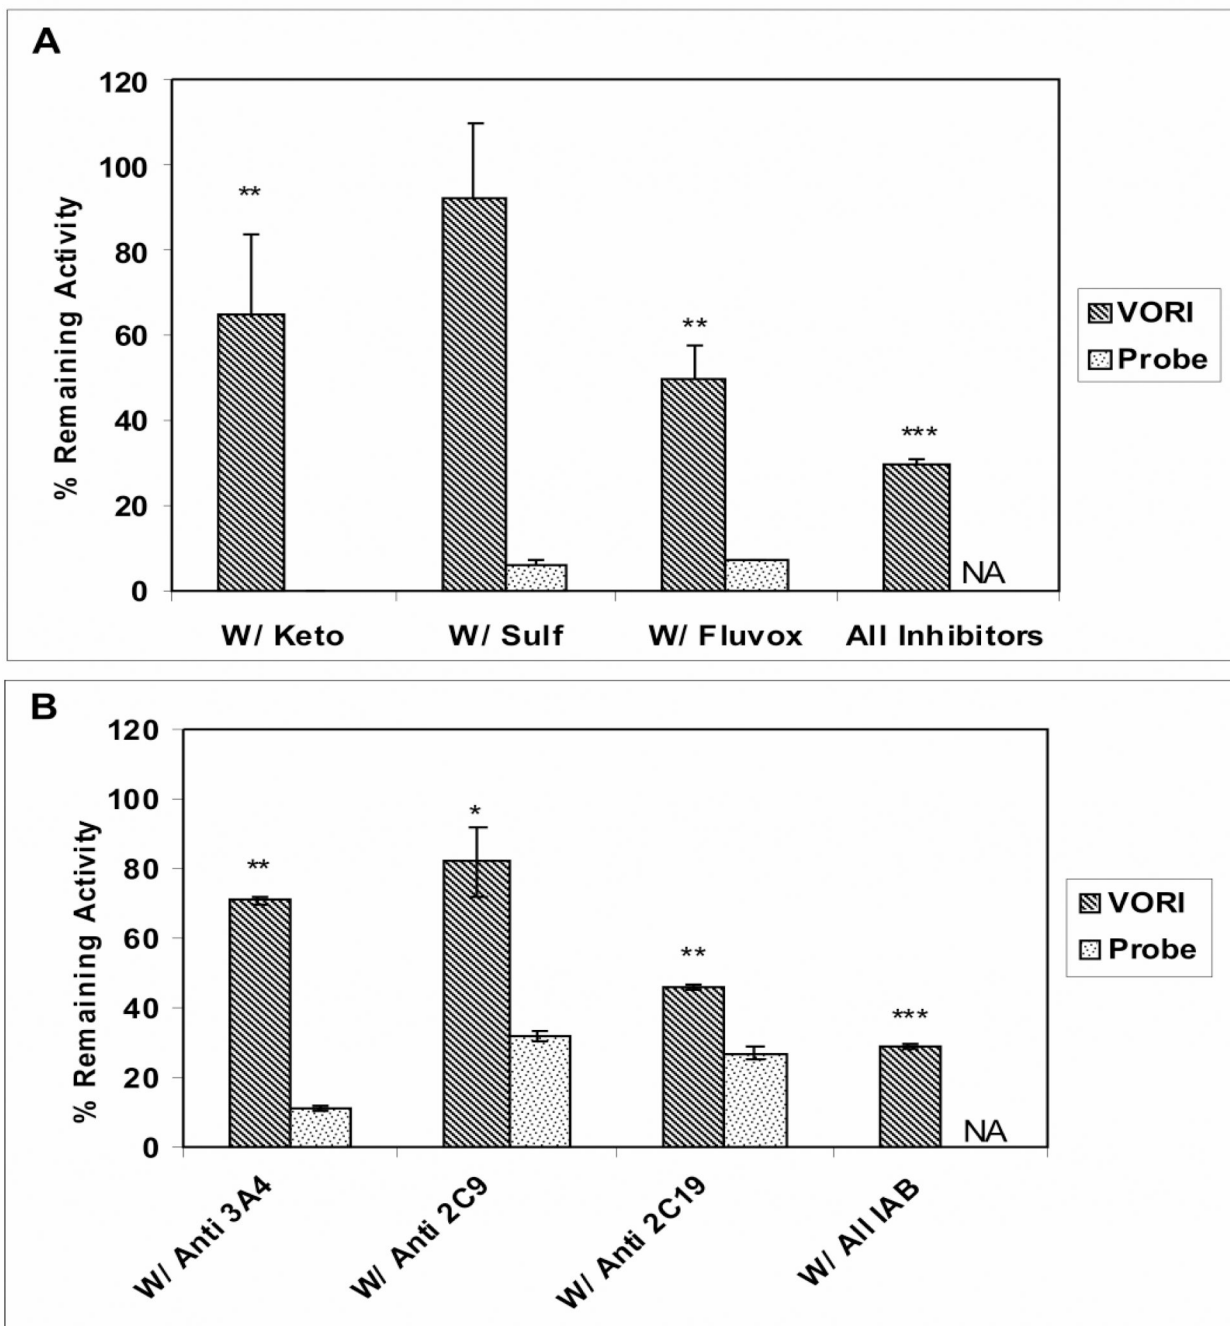 A
120
100
80
60
40
20
0
% Remaining Activity
**
**
***
NA
W/ Keto
W/ Sulf
W/ Fluvox
All Inhibitors
VORI
Probe
B
120
100
80
60
40
20
0
% Remaining Activity
**
*
**
***
NA
W/ Anti 3A4
W/ Anti 2C9
W/ Anti 2C19
W/ All IAB
VORI
Probe